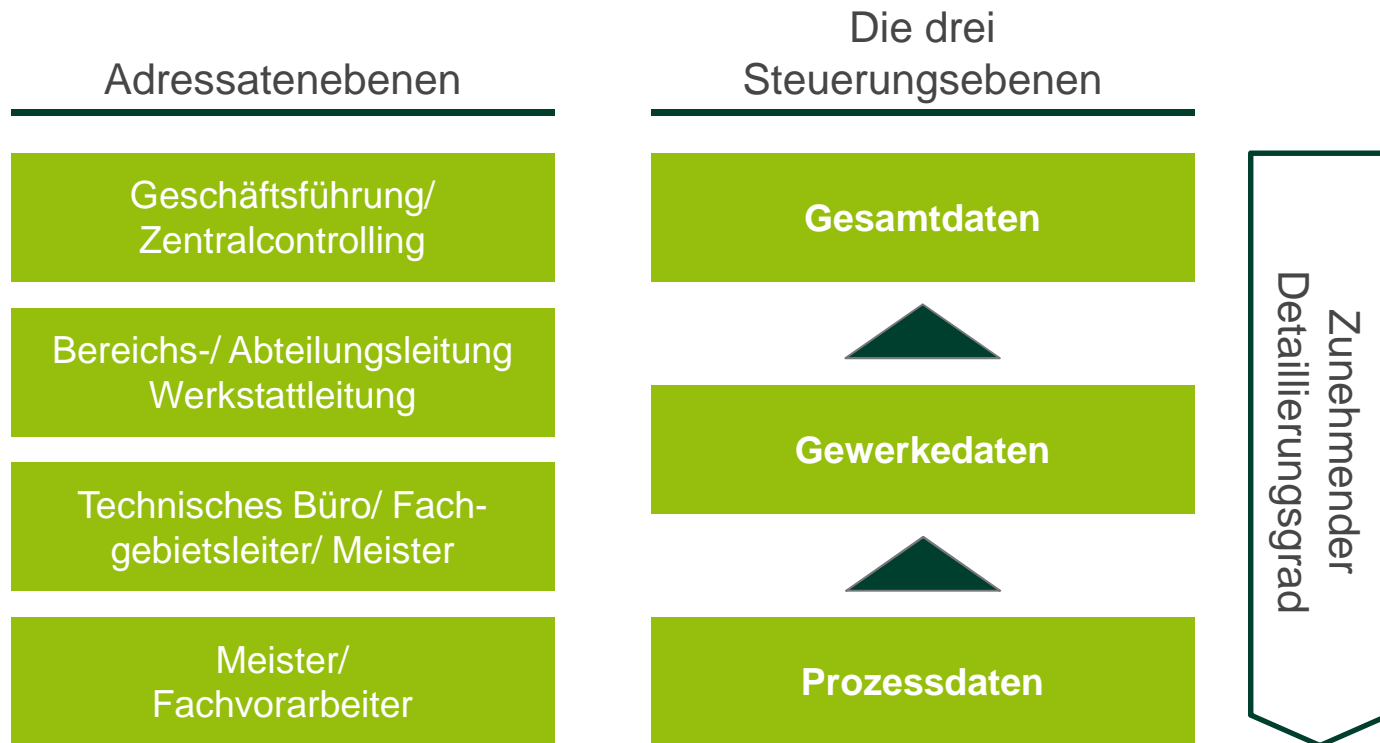 Adressatenebenen
Die drei
Steuerungsebenen
Geschäftsführung/
Zentralcontrolling
Bereichs-/ Abteilungsleitung
Werkstattleitung
Technisches Büro/ Fach-
gebietsleiter/ Meister
Meister/
Fachvorarbeiter
Gesamtdaten
Gewerkedaten
Prozessdaten
Zunehmender
Detaillierungsgrad